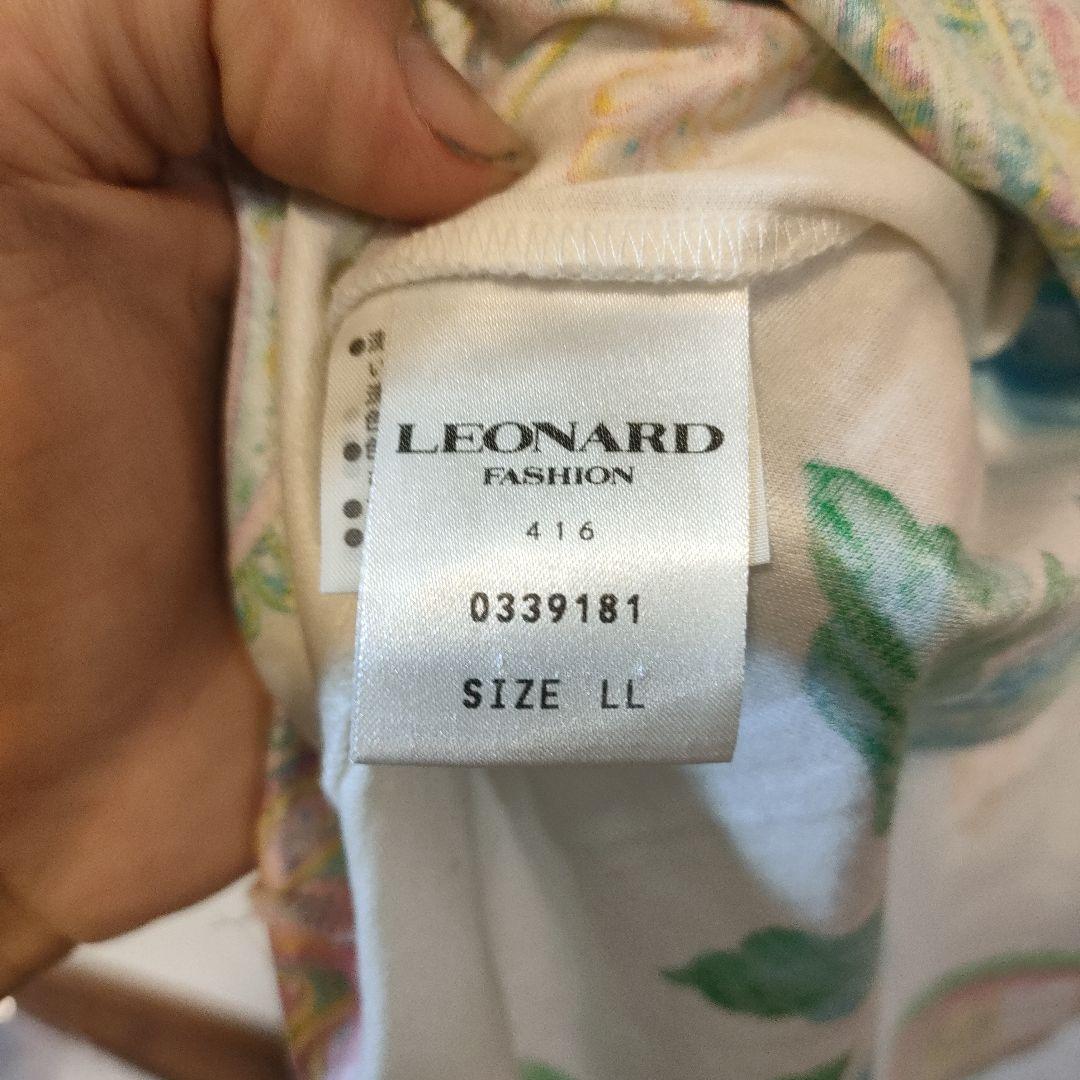 LEONARD
FASHION
416
0339181
SIZE LL